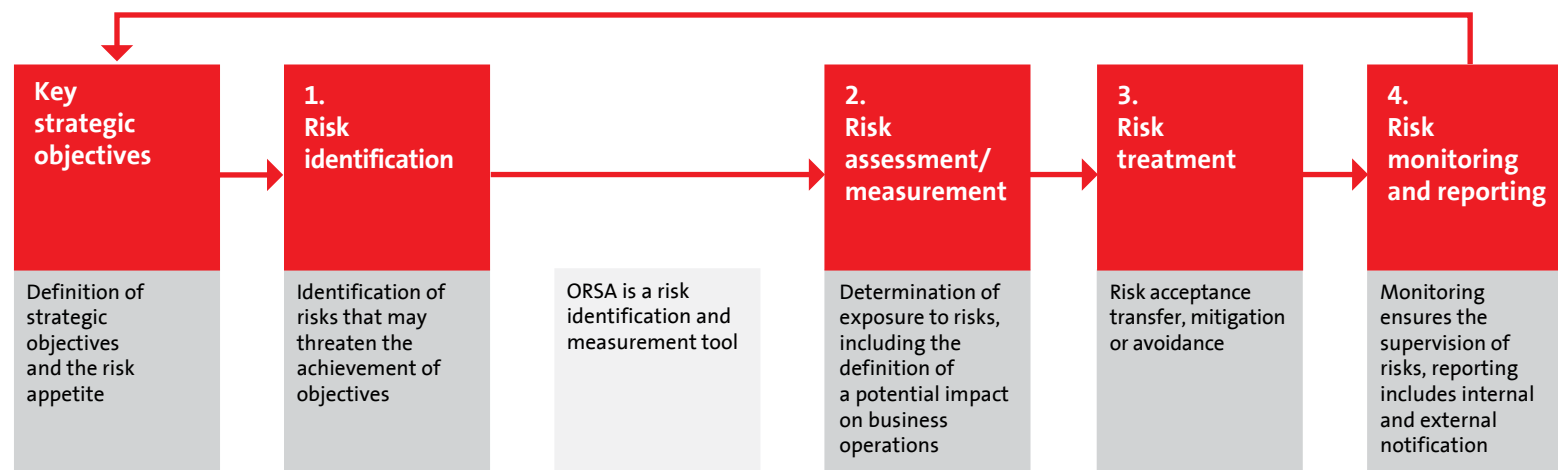 Key
strategic
objectives
Definition of
strategic
objectives
and the risk
appetite
1.
Risk
identification
Identification of
risks that may
threaten the
achievement of
objectives
ORSA is a risk
identification and
measurement tool
2.
Risk
assessment/
measurement
Determination of
exposure to risks,
including the
definition of
a potential impact
on business
operations
3.
Risk
treatment
Risk acceptance
transfer, mitigation
or avoidance
4.
Risk
monitoring
and reporting
Monitoring
ensures the
supervision of
risks, reporting
includes internal
and external
notification